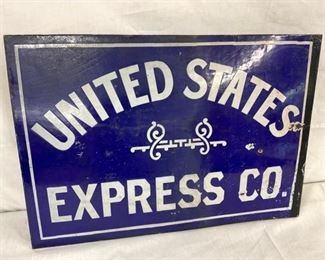 UNITED STATES
EXPRESS CO.